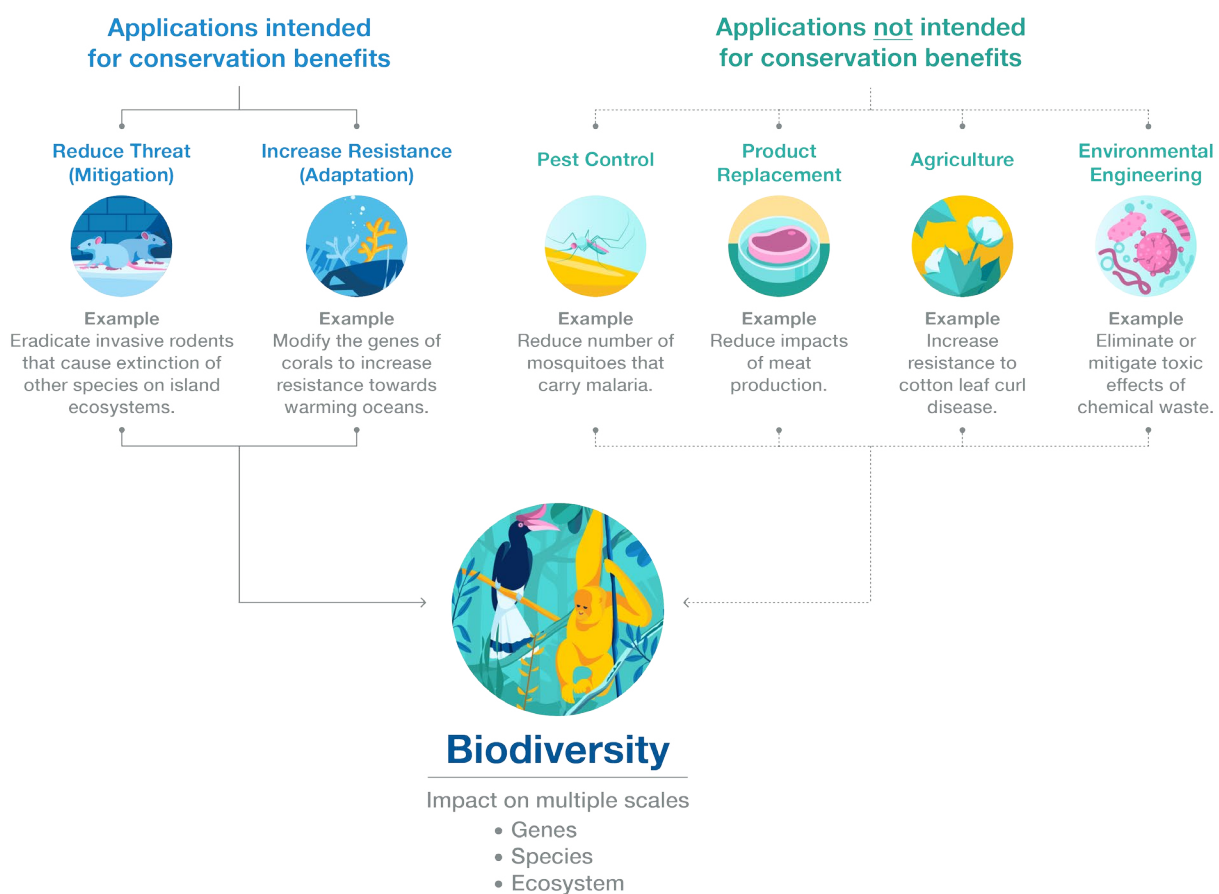 Applications intended
for conservation benefits
Applications not intended
for conservation benefits
Reduce Threat
(Mitigation)
Increase Resistance
(Adaptation)
Pest Control
Product
Replacement
Agriculture
Environmental
Engineering
Example
Eradicate invasive rodents
that cause extinction of
other species on island
ecosystems.
Example
Modify the genes of
corals to increase
resistance towards
warming oceans.
Example
Reduce number of
mosquitoes that
carry malaria.
Example
Reduce impacts
of meat
production.
Example
Increase
resistance to
cotton leaf curl
disease.
Example
Eliminate or
mitigate toxic
effects of
chemical waste.
Biodiversity
Impact on multiple scales
• Genes
• Species
• Ecosystem